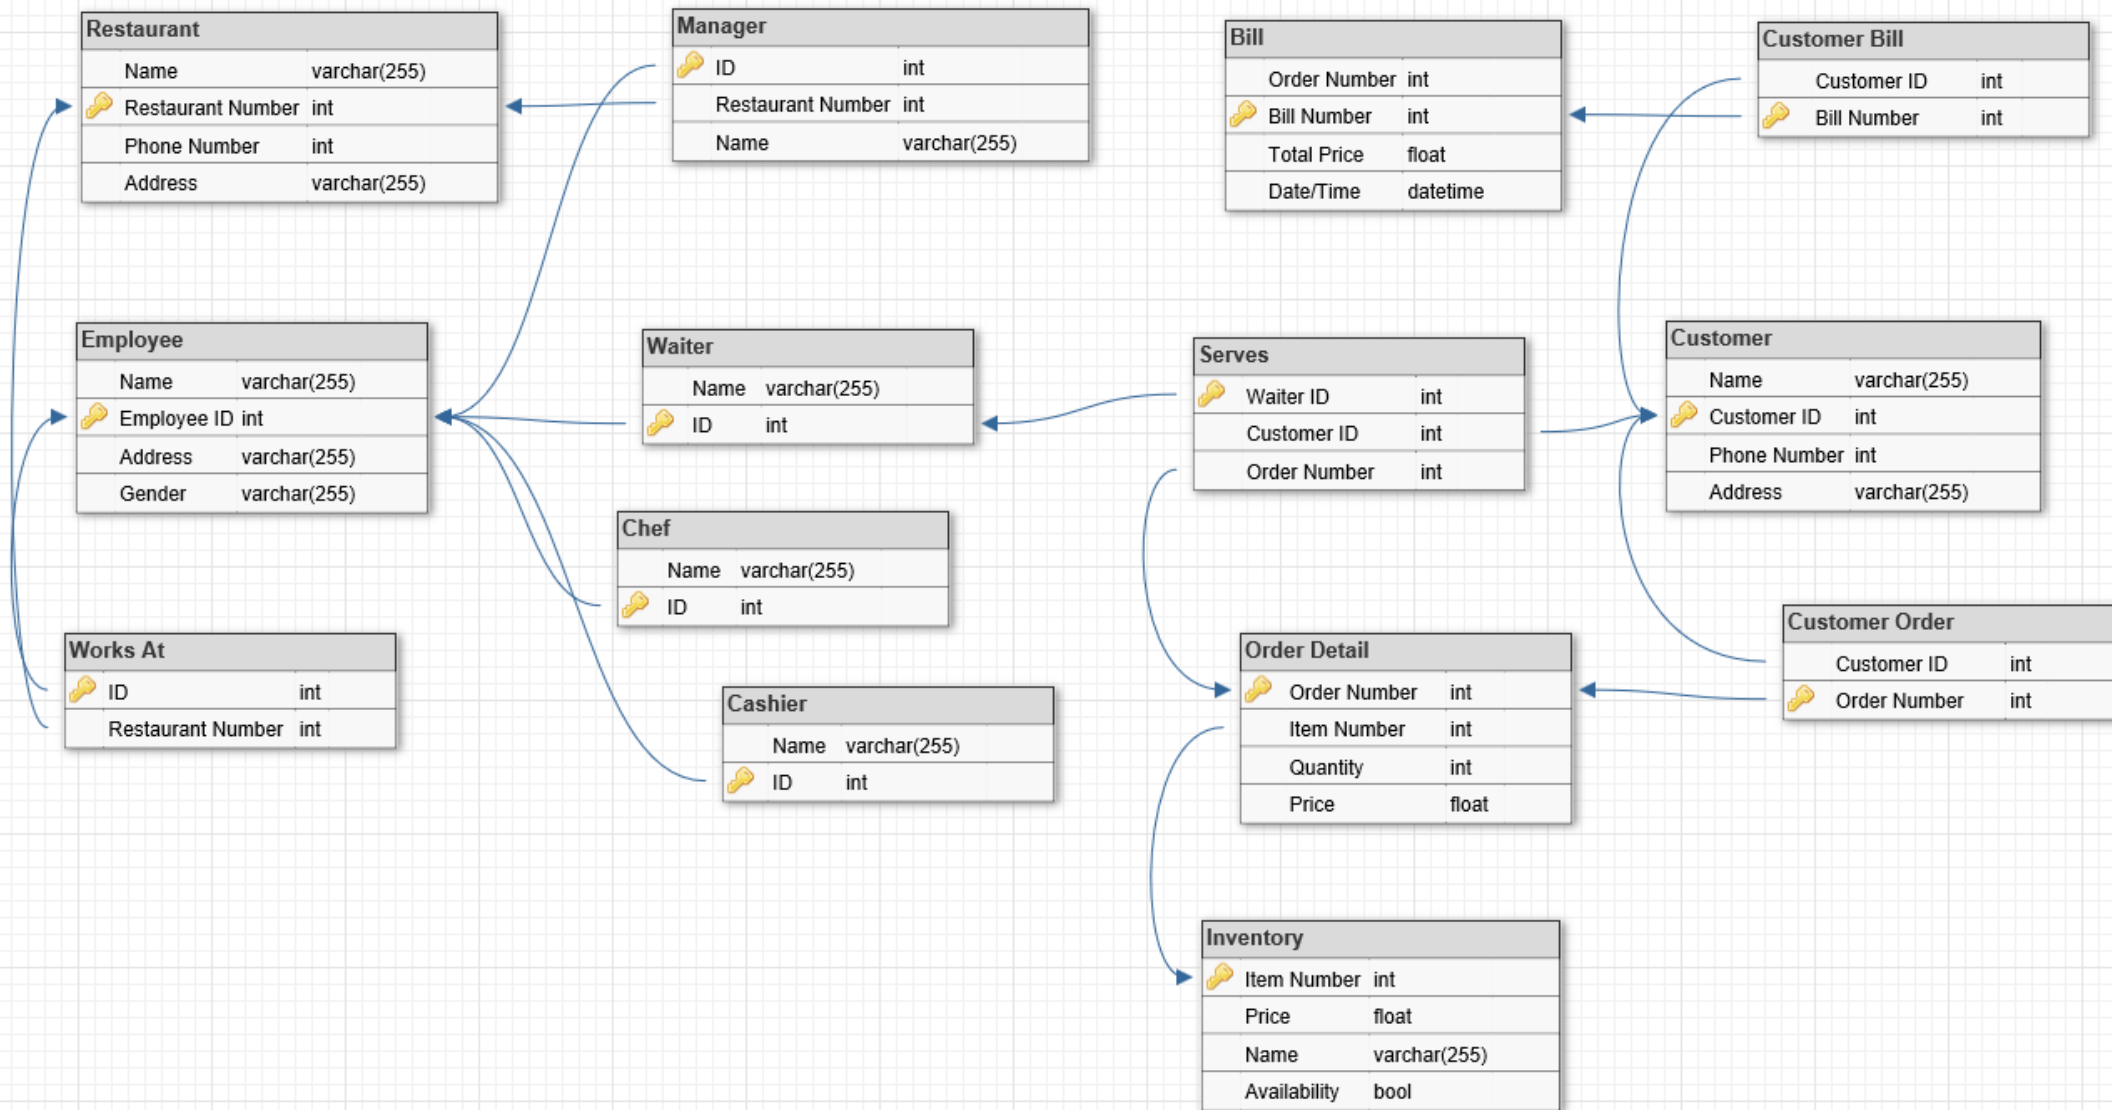 Restaurant
Name varchar(255)
Restaurant Number int
Phone Number int
Address varchar(255)
Manager
ID int
Restaurant Number int
Name varchar(255)
Bill
Order Number int
Bill Number int
Total Price float
Date/Time datetime
Customer Bill
Customer ID int
Bill Number int
Employee
Name varchar(255)
Employee ID int
Address varchar(255)
Gender varchar(255)
Waiter
Name varchar(255)
ID int
Serves
Waiter ID int
Customer ID int
Order Number int
Customer
Name varchar(255)
Customer ID int
Phone Number int
Address varchar(255)
Chef
Name varchar(255)
ID int
Works At
ID int
Restaurant Number int
Cashier
Name varchar(255)
ID int
Order Detail
Order Number int
Item Number int
Quantity int
Price float
Customer Order
Customer ID int
Order Number int
Inventory
Item Number int
Price float
Name varchar(255)
Availability bool